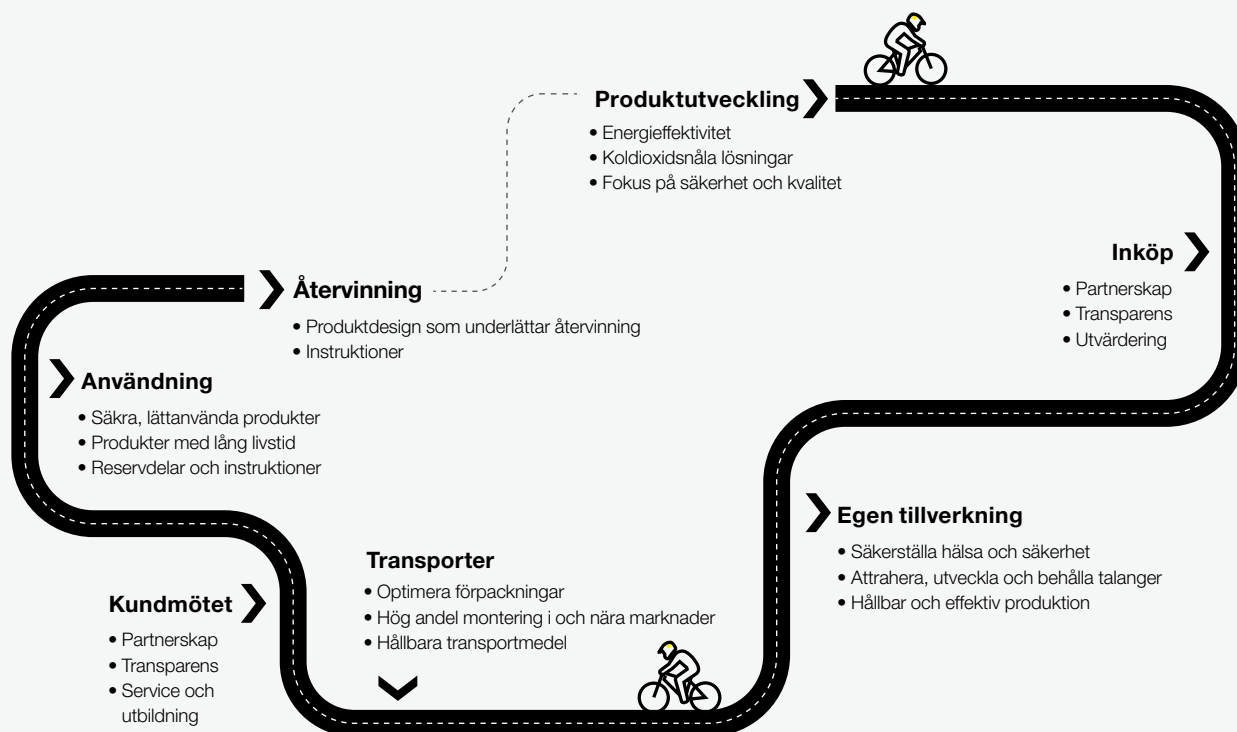 Produktutveckling
• Energieffektivitet
• Koldioxidsnåla lösningar
• Fokus på säkerhet och kvalitet
Inköp
• Partnerskap
• Transparens
• Utvärdering
Egen tillverkning
• Säkerställa hälsa och säkerhet
• Attrahera, utveckla och behålla talanger
• Hållbar och effektiv produktion
Transporter
• Optimera förpackningar
• Hög andel montering i och nära marknader
• Hållbara transportmedel
Kundmötet
• Partnerskap
• Transparens
• Service och
utbildning
Användning
• Säkra, lättanvända produkter
• Produkter med lång livstid
• Reservdelar och instruktioner
Återvinning
• Produktdesign som underlättar återvinning
• Instruktioner